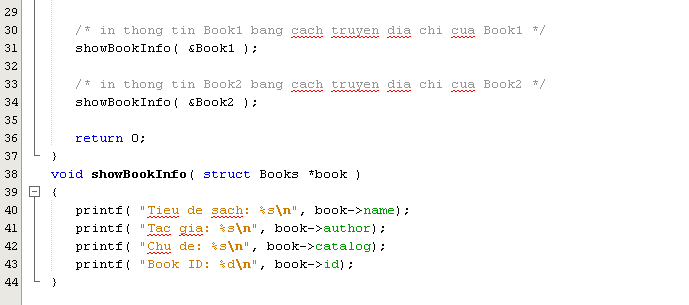 29
30 /* in thong tin Book1 bang cach truyen dia chi cua Book1 */
31 showBookInfo( &Book1 );
32
33 /* in thong tin Book2 bang cach truyen dia chi cua Book2 */
34 showBookInfo( &Book2 );
35
36 return 0;
37 }
38 void showBookInfo( struct Books *book )
39 {
40 printf( "Tieu de sach: %s\n", book->name);
41 printf( "Tac gia: %s\n", book->author);
42 printf( "Chu de: %s\n", book->catalog);
43 printf( "Book ID: %d\n", book->id);
44 }